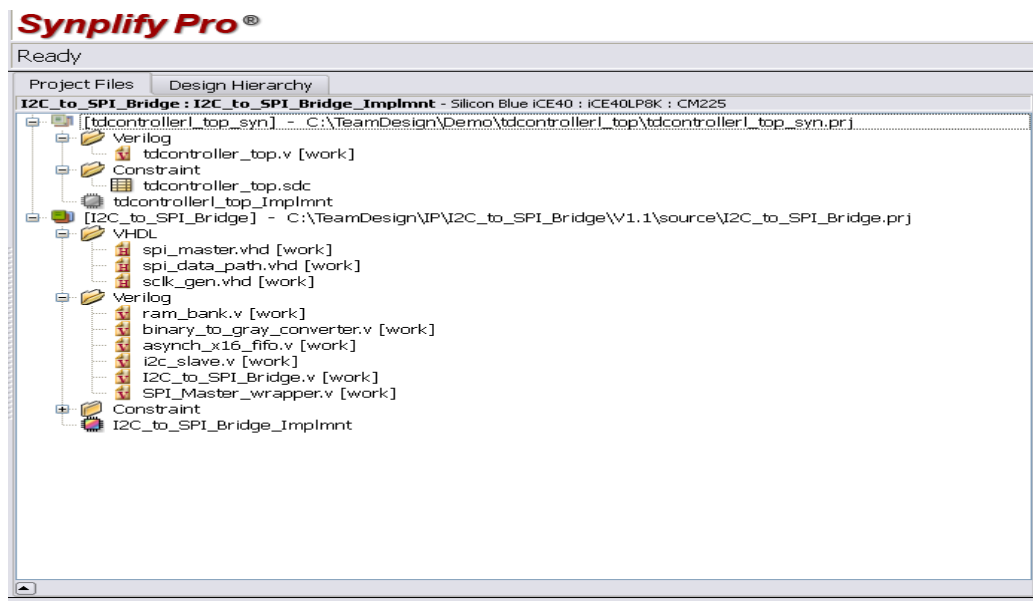 Synplify Pro®
Ready
Project Files Design Hierarchy
I2C_to_SPI_Bridge : I2C_to_SPI_Bridge_Implmnt - Silicon Blue iCE40 : iCE40LP8K : CM225
[tdcontrollerl_top_syn] - C:\TeamDesign\Demo\tdcontrollerl_top\tdcontrollerl_top_syn.prj
Verilog
tdcontroller_top.v [work]
Constraint
tdcontroller_top.sdc
tdcontrollerl_top_Implmnt
[I2C_to_SPI_Bridge] - C:\TeamDesign\IP\I2C_to_SPI_Bridge\V1.1\source\I2C_to_SPI_Bridge.prj
VHDL
spi_master.vhd [work]
spi_data_path.vhd [work]
sclk_gen.vhd [work]
Verilog
ram_bank.v [work]
binary_to_gray_converter.v [work]
asynch_x16_fifo.v [work]
i2c_slave.v [work]
I2C_to_SPI_Bridge.v [work]
SPI_Master_wrapper.v [work]
Constraint
I2C_to_SPI_Bridge_Implmnt